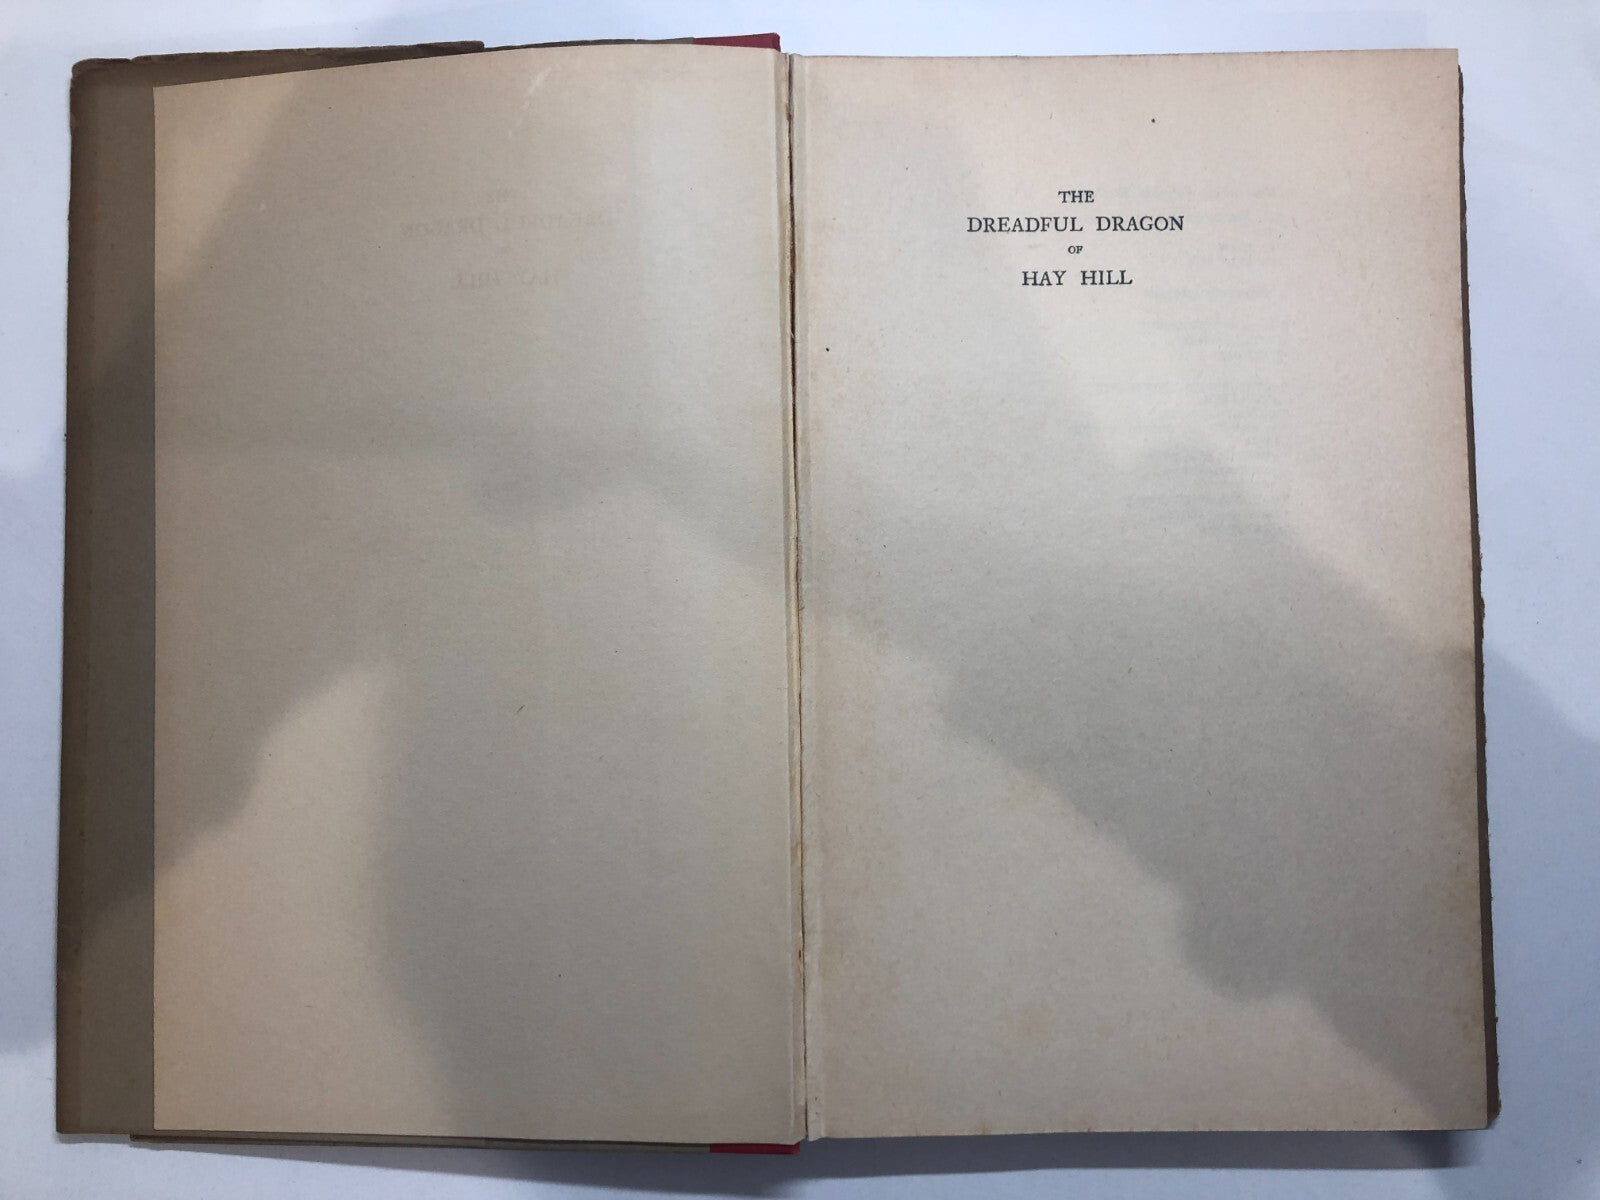 THE
DREADFUL DRAGON
OF
HAY HILL